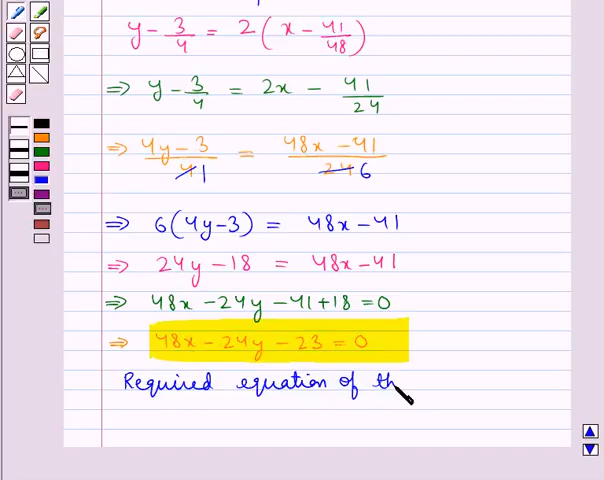 y - 3/4 = 2 ( x - 41/48 )
⇒ y - 3/4 = 2x - 41/24
⇒ 4y - 3/4 1 = 48x - 41/24 6
⇒ 6(4y-3) = 48x - 41
⇒ 24y - 18 = 48x - 41
⇒ 48x - 24y - 41 + 18 = 0
⇒ 48x - 24y - 23 = 0
Required equation of th